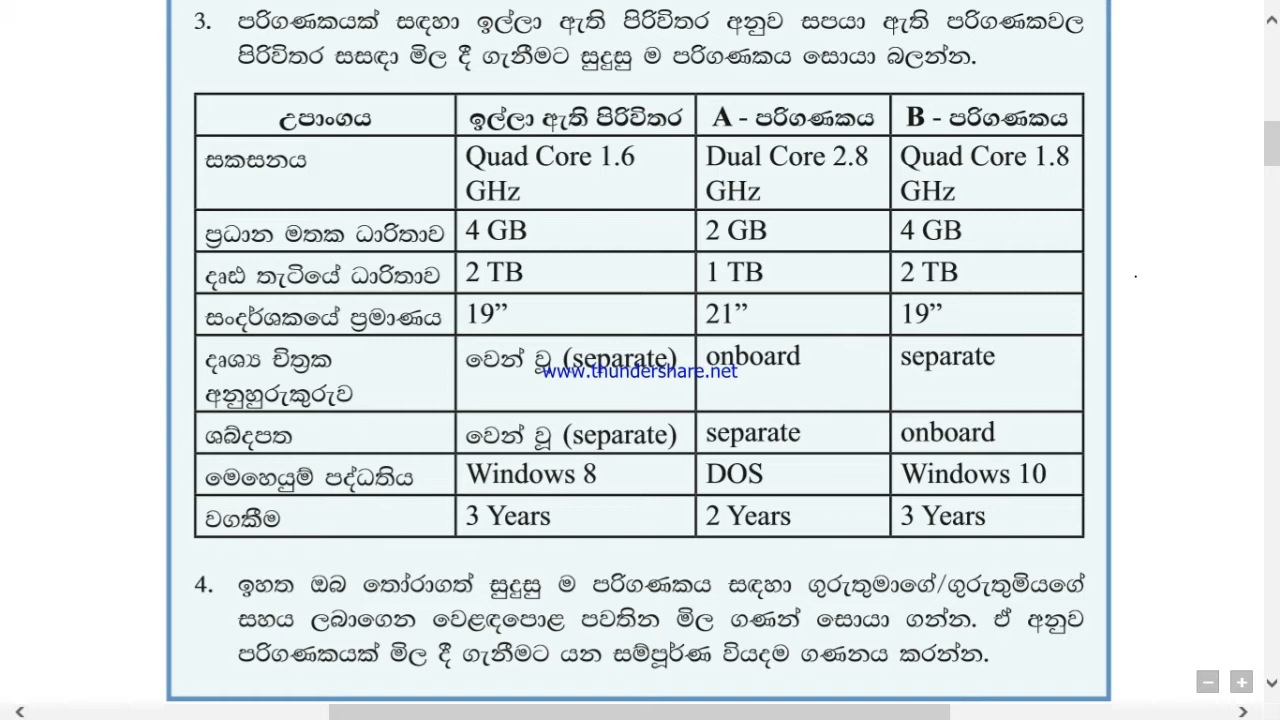 3. පරිගණකයක් සඳහා ඉල්ලා ඇති පිරිවිතර අනුව සපයා ඇති පරිගණකවල
පිරිවිතර සසඳා මිල දී ගැනීමට සුදුසු ම පරිගණකය සොයා බලන්න.
උපාංගය ඉල්ලා ඇති පිරිවිතර A - පරිගණකය B - පරිගණකය
සකසනය Quad Core 1.6 GHz Dual Core 2.8 GHz Quad Core 1.8 GHz
ප්‍රධාන මතක ධාරිතාව 4 GB 2 GB 4 GB
දෘඪ තැටියේ ධාරිතාව 2 TB 1 TB 2 TB
සංදර්ශකයේ ප්‍රමාණය 19” 21” 19”
දෘශ්‍ය චිත්‍රක අනුහුරුකුරුව වෙන් වූ (separate) onboard separate
www.thundershare.net
ශබ්දපත වෙන් වූ (separate) separate onboard
මෙහෙයුම් පද්ධතිය Windows 8 DOS Windows 10
වගකීම 3 Years 2 Years 3 Years
4. ඉහත ඔබ තෝරාගත් සුදුසු ම පරිගණකය සඳහා ගුරුතුමාගේ/ගුරුතුමියගේ
සහය ලබාගෙන වෙළඳපොළ පවතින මිල ගණන් සොයා ගන්න. ඒ අනුව
පරිගණකයක් මිල දී ගැනීමට යන සම්පූර්ණ වියදම ගණනය කරන්න.